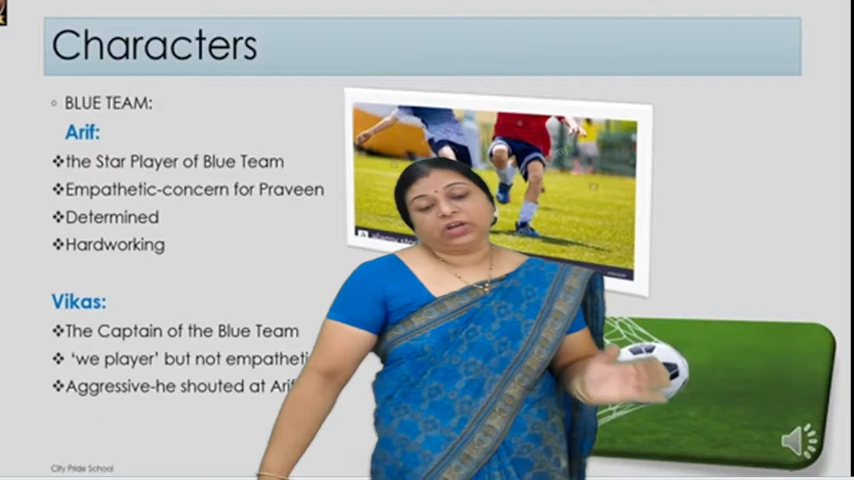 Characters
BLUE TEAM:
Arif:
❖the Star Player of Blue Team
❖Empathetic-concern for Praveen
❖Determined
❖Hardworking
Vikas:
❖The Captain of the Blue Team
❖ 'we player' but not empatheti
❖Aggressive-he shouted at Arif
City Pride School